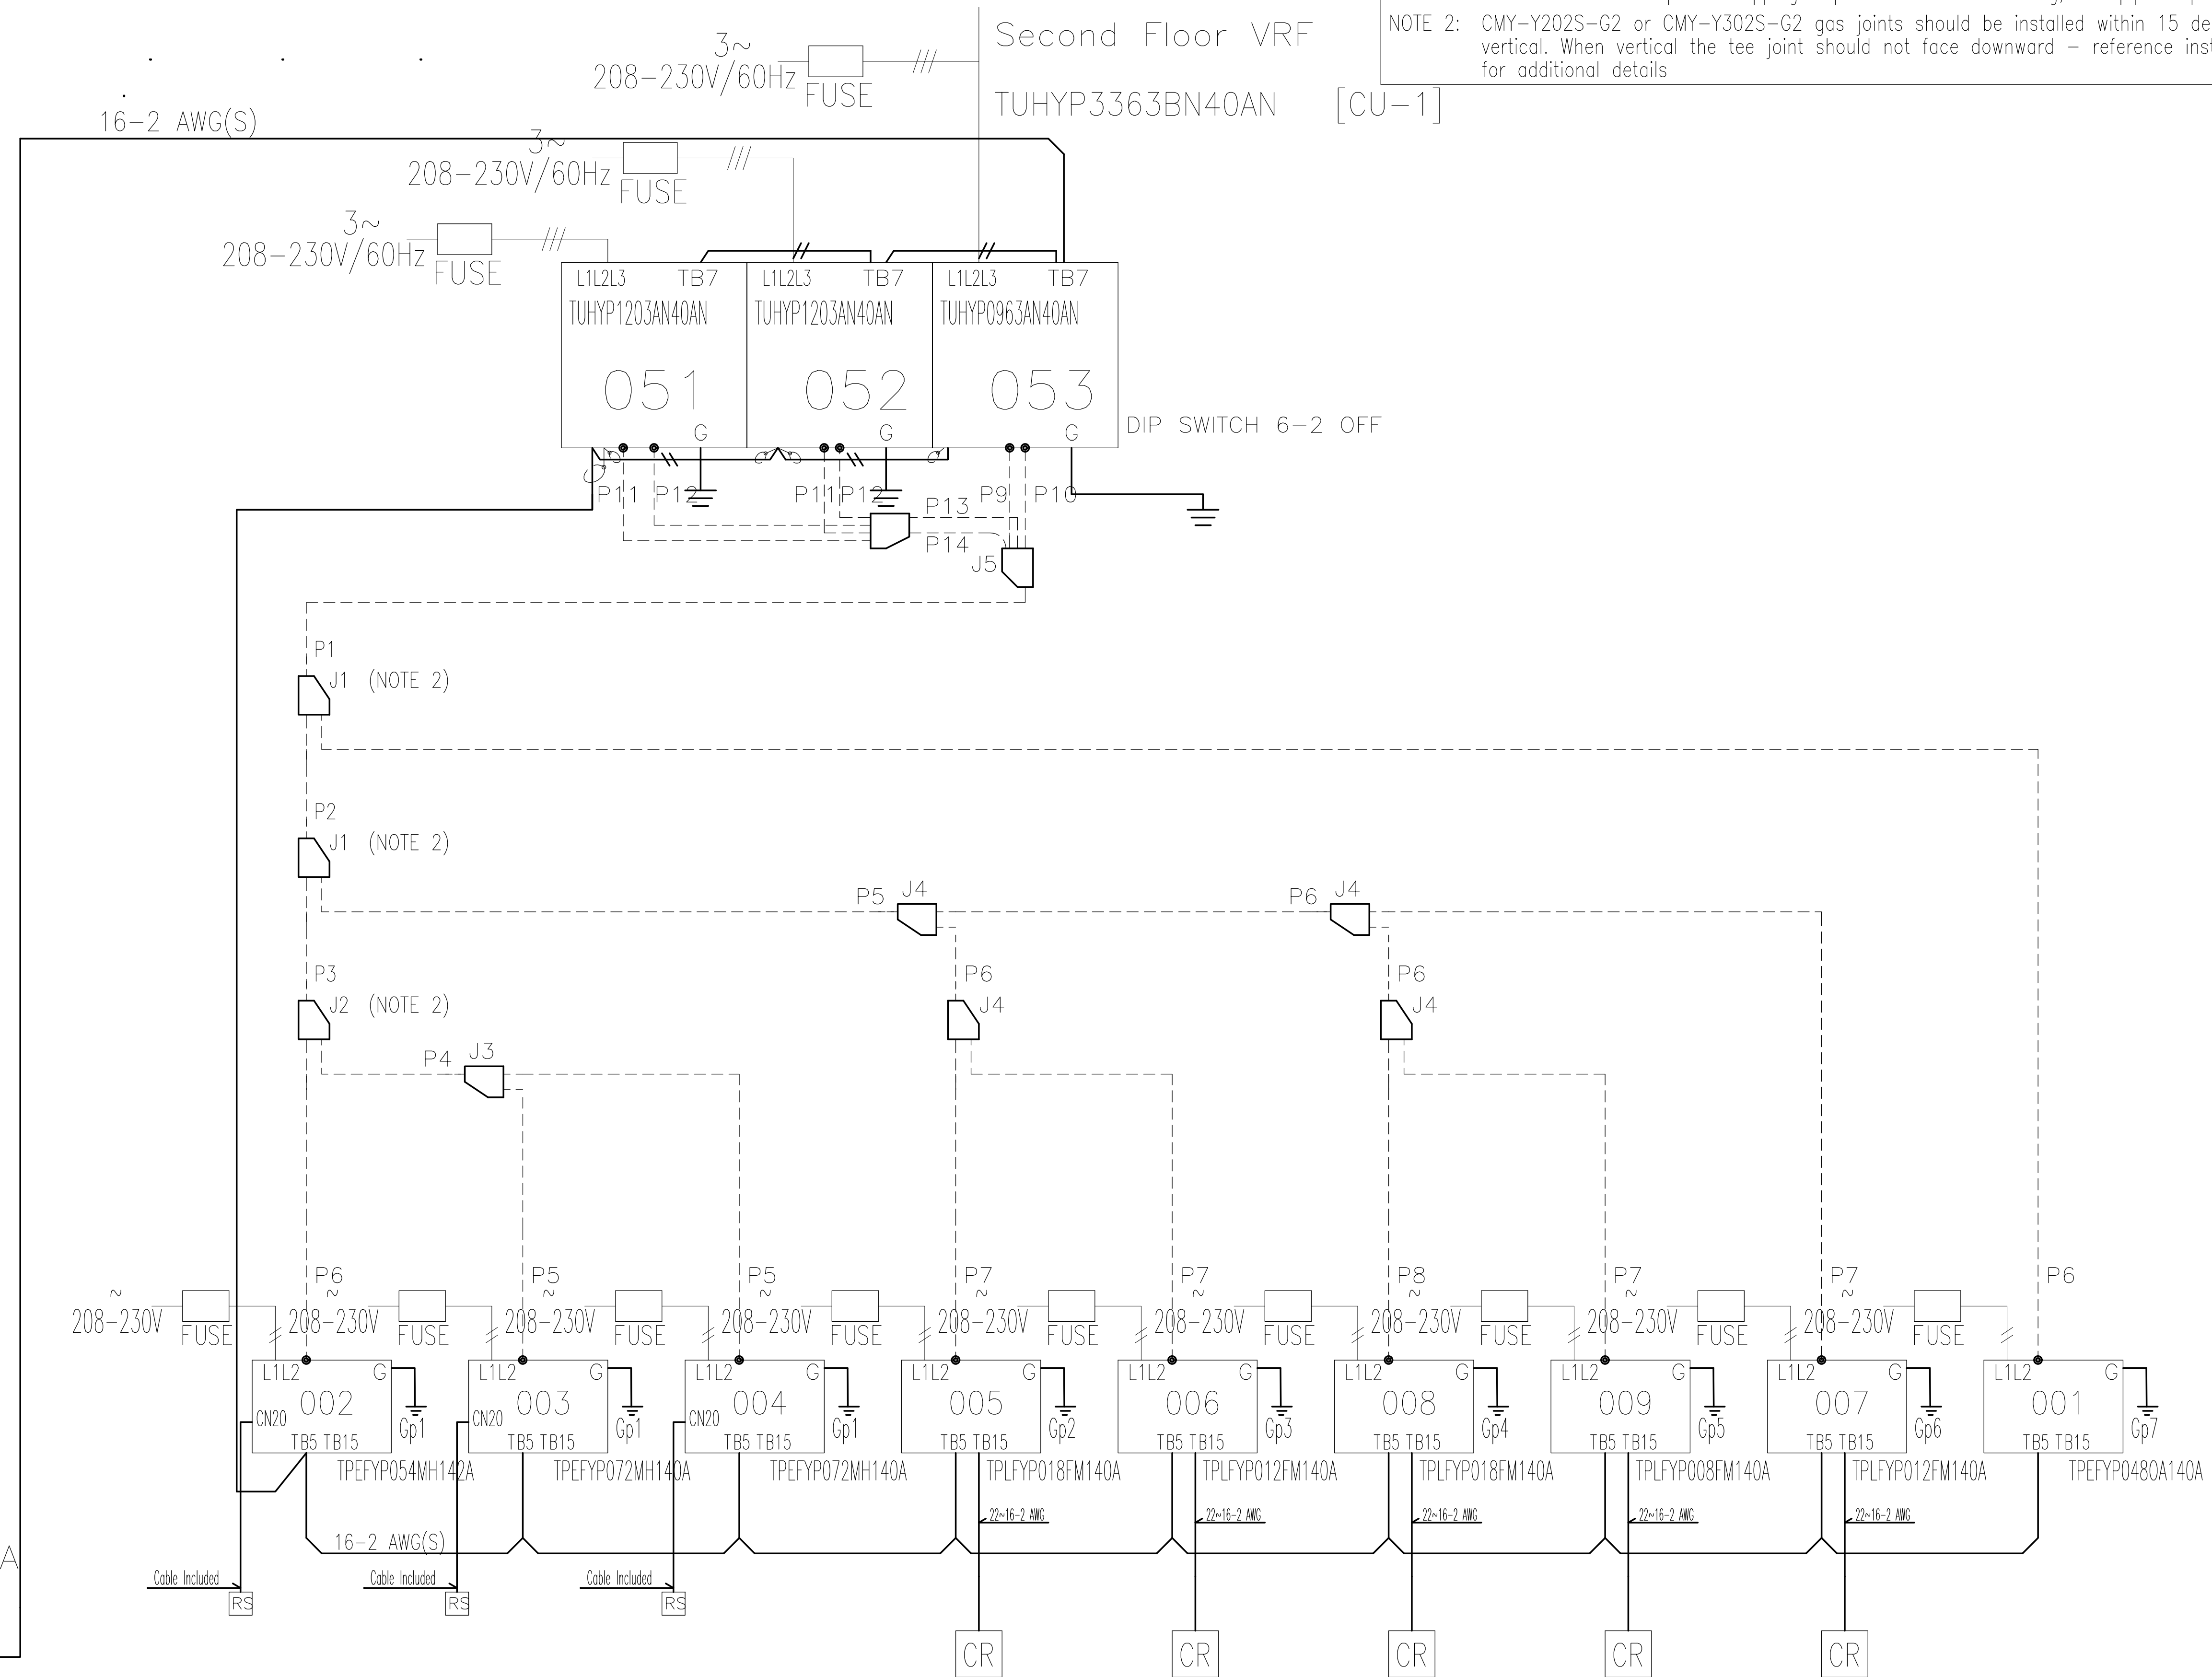 NOTE 2: CMY-Y202S-G2 or CMY-Y302S-G2 gas joints should be installed within 15 de
vertical. When vertical the tee joint should not face downward - reference inst
for additional details
Second Floor VRF
TUHYP3363BN40AN [CU-1]
3~
208-230V/60Hz
FUSE
16-2 AWG(S)
3~
208-230V/60Hz
FUSE
3~
208-230V/60Hz
FUSE
L1L2L3 TB7 L1L2L3 TB7 L1L2L3 TB7
TUHYP1203AN40AN TUHYP1203AN40AN TUHYP0963AN40AN
051 052 053
G G G
DIP SWITCH 6-2 OFF
P11 P12 P11 P12 P9 P10
P13
P14
J5
P1
J1 (NOTE 2)
P2
J1 (NOTE 2)
P5 J4 P6 J4
P3 P6 P6
J2 (NOTE 2) J4 J4
P4 J3
P6 P5 P5 P7 P7 P8 P7 P7 P6
~ ~ ~ ~ ~ ~ ~ ~ ~
208-230V 208-230V 208-230V 208-230V 208-230V 208-230V 208-230V 208-230V 208-230V
FUSE FUSE FUSE FUSE FUSE FUSE FUSE FUSE FUSE
L1L2 G L1L2 G L1L2 G L1L2 G L1L2 G L1L2 G L1L2 G L1L2 G L1L2 G
002 003 004 005 006 008 009 007 001
CN20 CN20 CN20
Gp1 Gp1 Gp1 Gp2 Gp3 Gp4 Gp5 Gp6 Gp7
TB5 TB15 TB5 TB15 TB5 TB15 TB5 TB15 TB5 TB15 TB5 TB15 TB5 TB15 TB5 TB15 TB5 TB15
TPEFYP054MH142A TPEFYP072MH140A TPEFYP072MH140A TPLFYP018FM140A TPLFYP012FM140A TPLFYP018FM140A TPLFYP008FM140A TPLFYP012FM140A TPEFYP048OA140A
22~16-2 AWG 22~16-2 AWG 22~16-2 AWG 22~16-2 AWG 22~16-2 AWG
16-2 AWG(S)
A
Cable Included Cable Included Cable Included
RS RS RS
CR CR CR CR CR